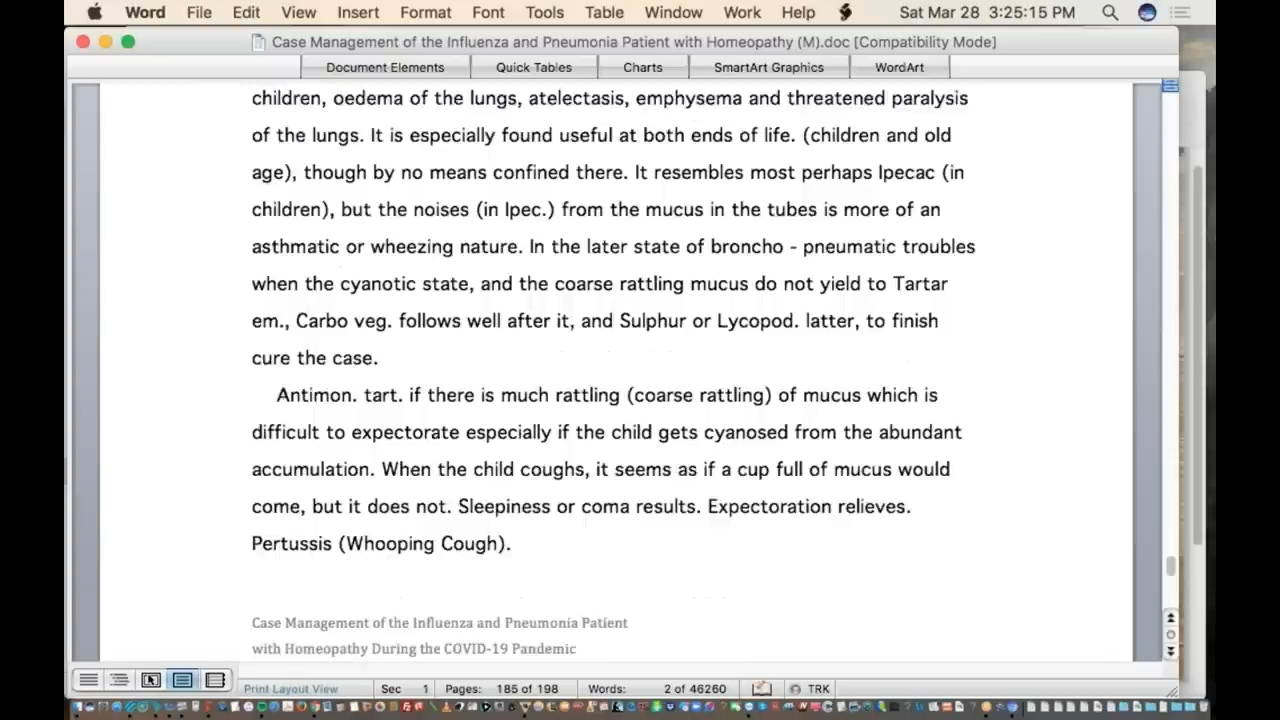 Word File Edit View Insert Format Font Tools Table Window Work Help Sat Mar 28 3:25:15 PM
Case Management of the Influenza and Pneumonia Patient with Homeopathy (M).doc [Compatibility Mode]
Document Elements Quick Tables Charts SmartArt Graphics WordArt
children, oedema of the lungs, atelectasis, emphysema and threatened paralysis
of the lungs. It is especially found useful at both ends of life. (children and old
age), though by no means confined there. It resembles most perhaps Ipecac (in
children), but the noises (in Ipec.) from the mucus in the tubes is more of an
asthmatic or wheezing nature. In the later state of broncho - pneumatic troubles
when the cyanotic state, and the coarse rattling mucus do not yield to Tartar
em., Carbo veg. follows well after it, and Sulphur or Lycopod. latter, to finish
cure the case.
Antimon. tart. if there is much rattling (coarse rattling) of mucus which is
difficult to expectorate especially if the child gets cyanosed from the abundant
accumulation. When the child coughs, it seems as if a cup full of mucus would
come, but it does not. Sleepiness or coma results. Expectoration relieves.
Pertussis (Whooping Cough).
Case Management of the Influenza and Pneumonia Patient
with Homeopathy During the COVID-19 Pandemic
Print Layout View Sec 1 Pages: 185 of 198 Words: 2 of 46260 TRK